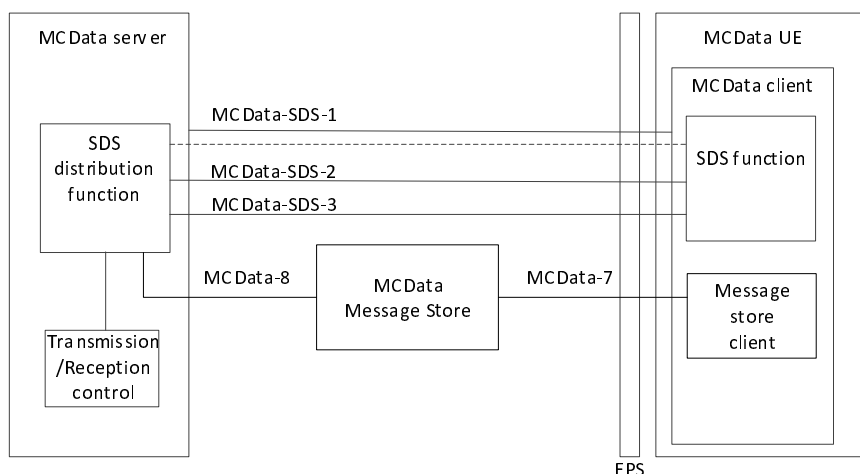 MCData server
MCData UE
MCData client
MCData-SDS-1
SDS
distribution
function
SDS function
MCData-SDS-2
MCData-SDS-3
MCData-8
MCData
Message Store
MCData-7
Message
store
client
Transmission
/Reception
control
EPS